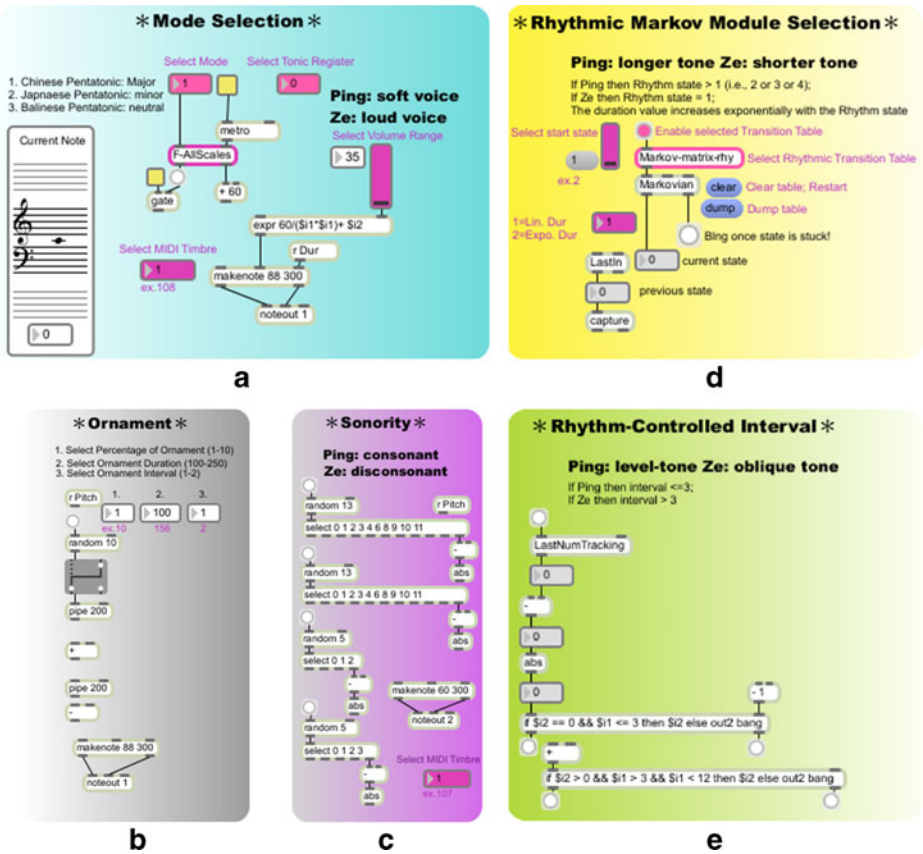 ＊Mode Selection＊
Select Mode
Select Tonic Register
1. Chinese Pentatonic: Major
2. Japnaese Pentatonic: minor
3. Balinese Pentatonic: neutral
1
0
Ping: soft voice
Ze: loud voice
Select Volume Range
metro
35
Current Note
F-AllScales
+ 60
gate
expr 60/($i1*$i1)+ $i2
Select MIDI Timbre
r Dur
1
makenote 88 300
ex.108
noteout 1
0
a
＊Rhythmic Markov Module Selection＊
Ping: longer tone Ze: shorter tone
If Ping then Rhythm state > 1 (i.e., 2 or 3 or 4);
If Ze then Rhythm state = 1;
The duration value increases exponentially with the Rhythm state
Select start state
Enable selected Transition Table
1
Markov-matrix-rhy
Select Rhythmic Transition Table
ex.2
Markovian
clear
Clear table; Restart
dump
Dump table
1=Lin. Dur
2=Expo. Dur
1
BIng once state is stuck!
LastIn
0
current state
0
previous state
capture
d
＊Ornament＊
1. Select Percentage of Ornament (1-10)
2. Select Ornament Duration (100-250)
3. Select Ornament Interval (1-2)
r Pitch
1.
2.
3.
1
100
1
ex.10
156
2
random 10
pipe 200
+
pipe 200
-
makenote 88 300
noteout 1
b
＊Sonority＊
Ping: consonant
Ze: disconsonant
random 13
r Pitch
select 0 1 2 3 4 6 8 9 10 11
-
random 13
abs
select 0 1 2 3 4 6 8 9 10 11
-
random 5
abs
select 0 1 2
-
makenote 60 300
abs
noteout 2
random 5
select 0 1 2 3
Select MIDI Timbre
-
1
abs
ex.107
c
＊Rhythm-Controlled Interval＊
Ping: level-tone Ze: oblique tone
If Ping then interval <=3;
If Ze then interval > 3
LastNumTracking
0
-
0
abs
0
- 1
if $i2 == 0 && $i1 <= 3 then $i2 else out2 bang
+
if $i2 > 0 && $i1 > 3 && $i1 < 12 then $i2 else out2 bang
e